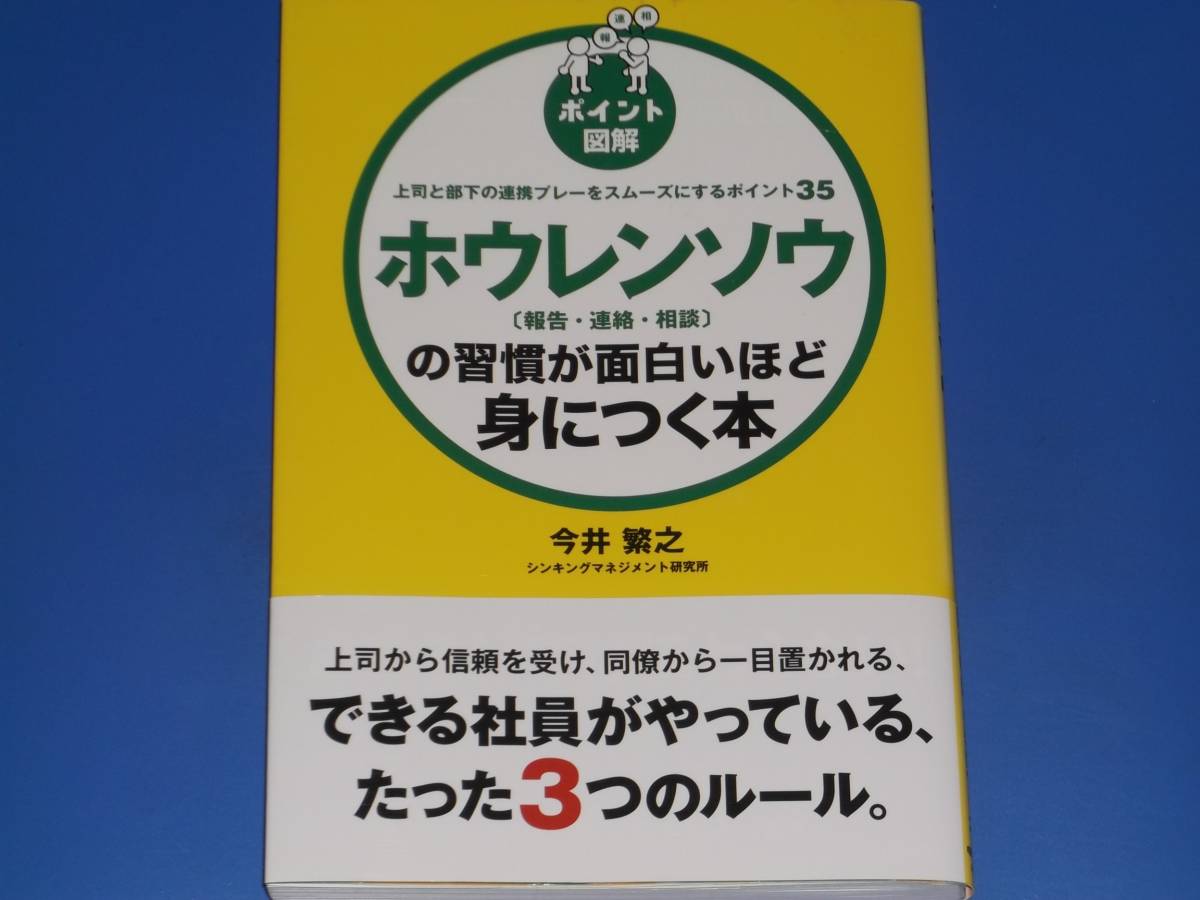 連 相
報
ポイント
図解
上司と部下の連携プレーをスムーズにするポイント35
ホウレンソウ
〔報告・連絡・相談〕
の習慣が面白いほど
身につく本
今井 繁之
シンキングマネジメント研究所
上司から信頼を受け、同僚から一目置かれる、
できる社員がやっている、
たった3つのルール。